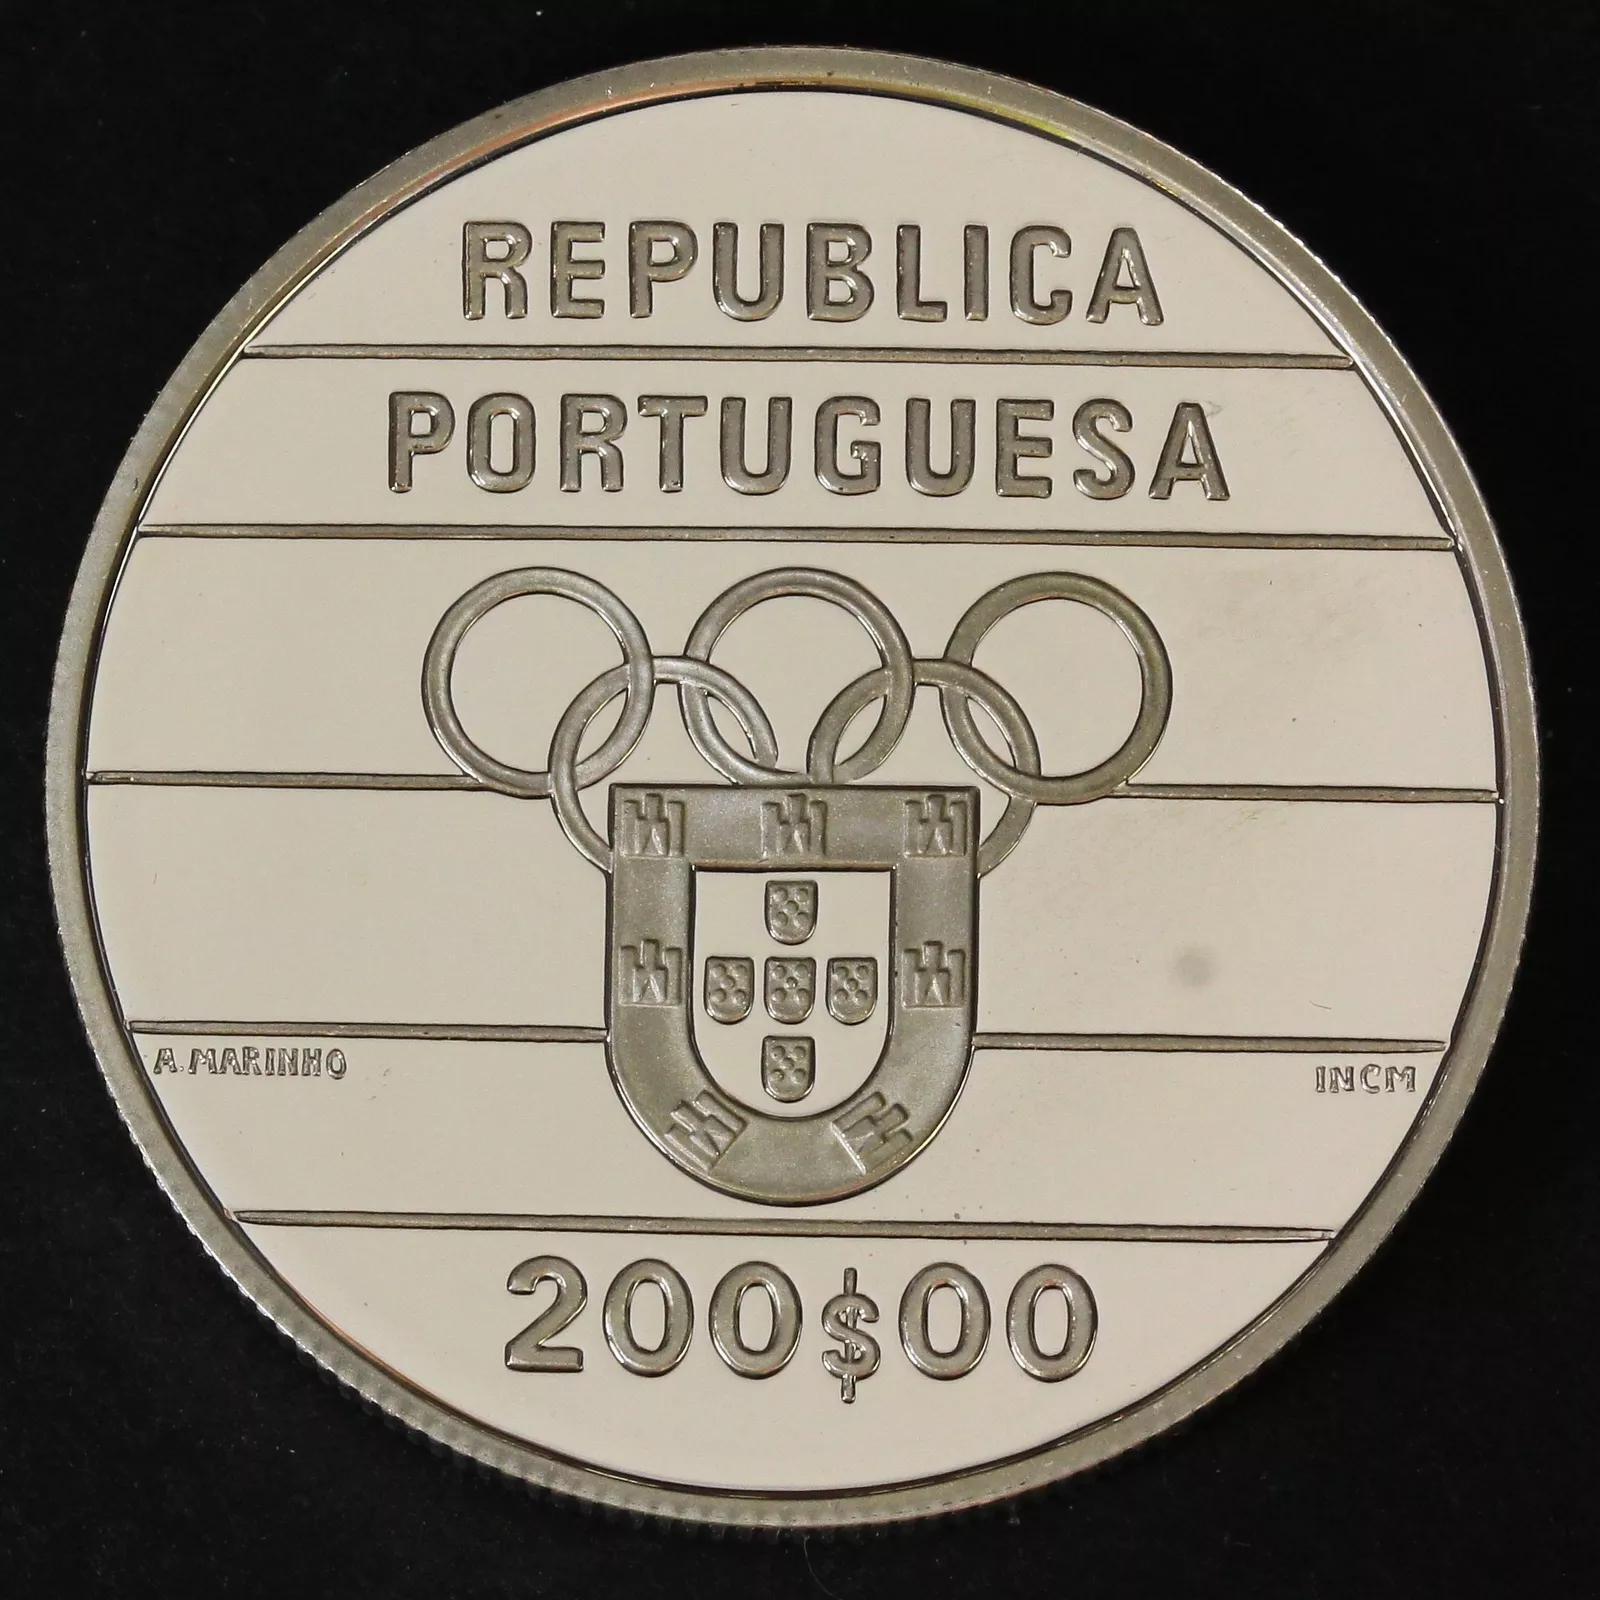 REPUBLICA
PORTUGUESA
A.MARINHO
INCM
200$00